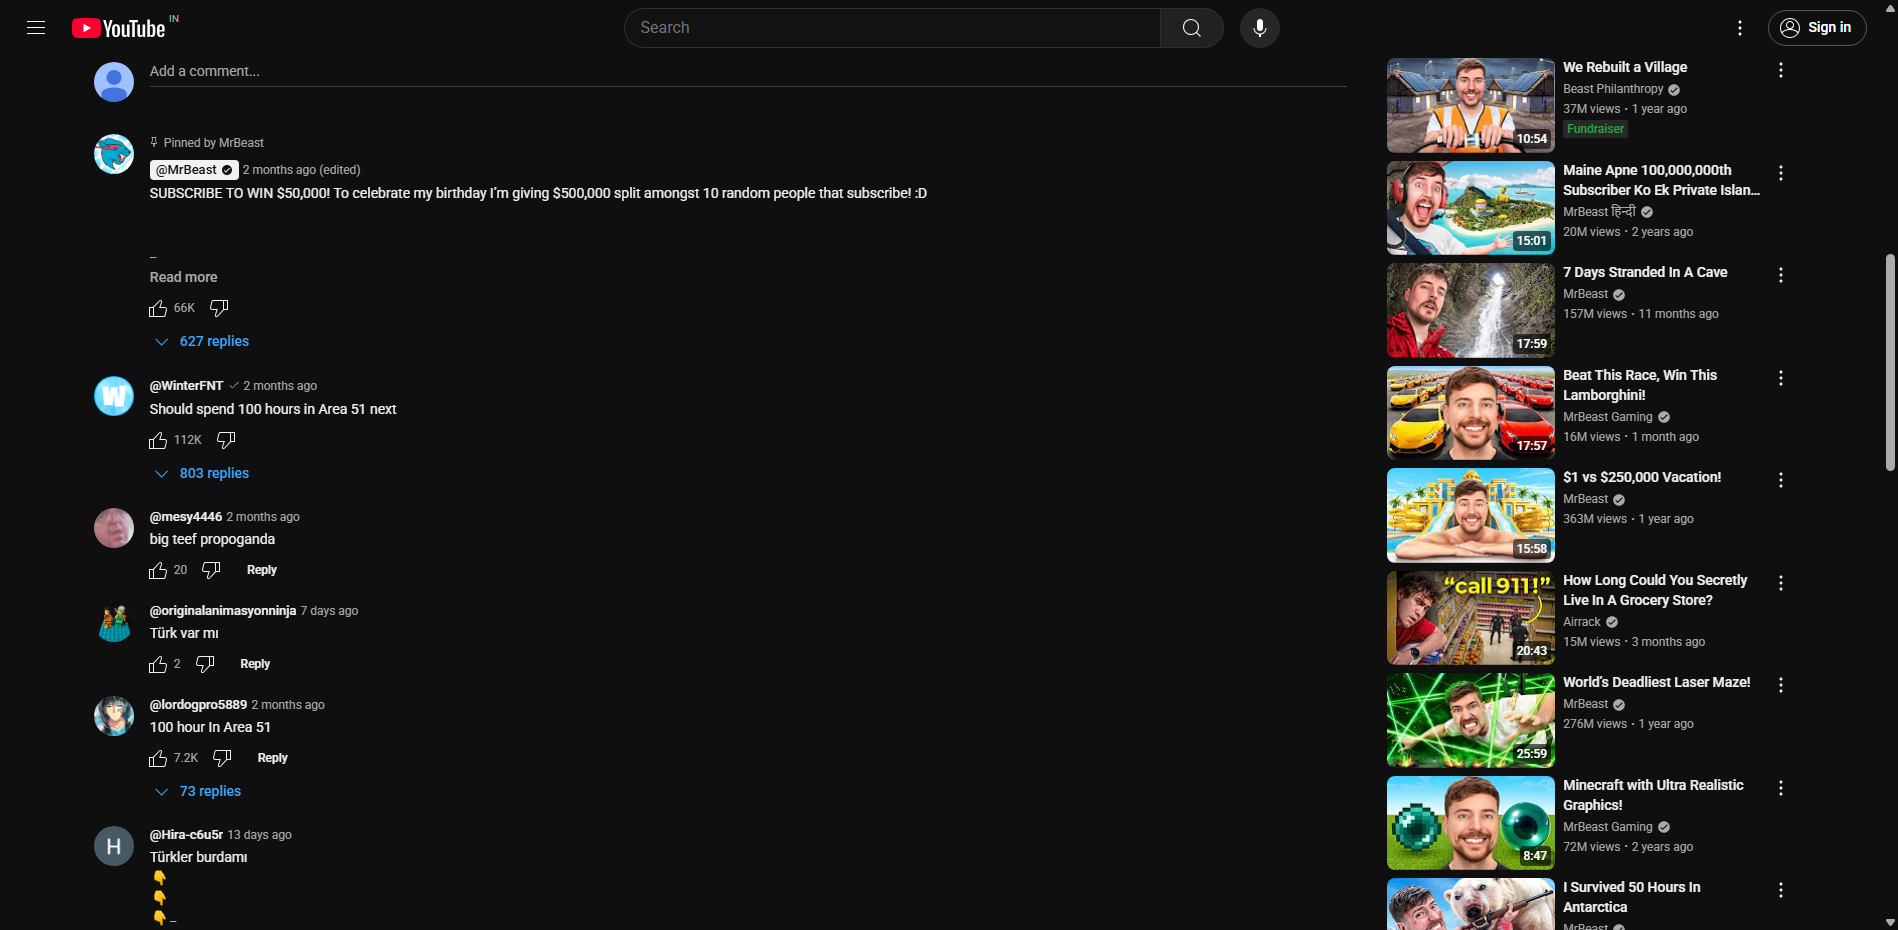 YouTube IN
Search
Sign in
Add a comment...
Pinned by MrBeast
@MrBeast 2 months ago (edited)
SUBSCRIBE TO WIN $50,000! To celebrate my birthday I’m giving $500,000 split amongst 10 random people that subscribe! :D
...
Read more
66K
627 replies
@WinterFNT 2 months ago
Should spend 100 hours in Area 51 next
112K
803 replies
@mesy4446 2 months ago
big teef propoganda
20 Reply
@originalanimasyonninja 7 days ago
Türk var mı
2 Reply
@lordogpro5889 2 months ago
100 hour In Area 51
7.2K Reply
73 replies
H
@Hira-c6u5r 13 days ago
Türkler burdamı
👇
👇
👇...
10:54
We Rebuilt a Village
Beast Philanthropy
37M views • 1 year ago
Fundraiser
15:01
Maine Apne 100,000,000th
Subscriber Ko Ek Private Islan...
MrBeast हिन्दी
20M views • 2 years ago
17:59
7 Days Stranded In A Cave
MrBeast
157M views • 11 months ago
17:57
Beat This Race, Win This
Lamborghini!
MrBeast Gaming
16M views • 1 month ago
15:58
$1 vs $250,000 Vacation!
MrBeast
363M views • 1 year ago
“call 911!”
20:43
How Long Could You Secretly
Live In A Grocery Store?
Airrack
15M views • 3 months ago
25:59
World’s Deadliest Laser Maze!
MrBeast
276M views • 1 year ago
8:47
Minecraft with Ultra Realistic
Graphics!
MrBeast Gaming
72M views • 2 years ago
I Survived 50 Hours In
Antarctica
MrBeast